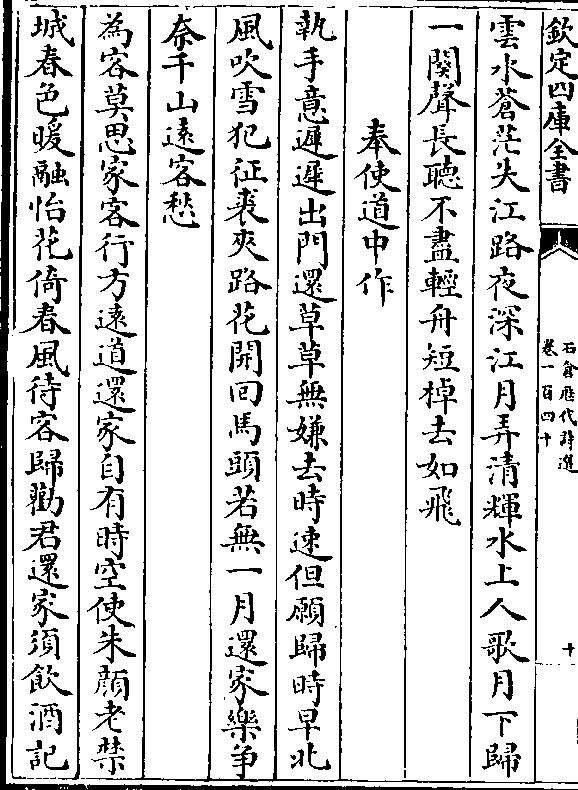 欽定四庫全書
石倉歷代詩選
卷一百四十
十
雲水蒼茫失江路夜深江月弄清輝水上人歌月下歸
一闋聲長聽不盡輕舟短棹去如飛
奉使道中作
執手意遲遲出門還草草無嫌去時速但願歸時早北
風吹雪犯征裘夾路花開回馬頭若無一月還家樂爭
奈千山遠客愁
為客莫思家客行方遠道還家自有時空使朱顏老禁
城春色暖融怡花倚春風待客歸勸君還家須飲酒記